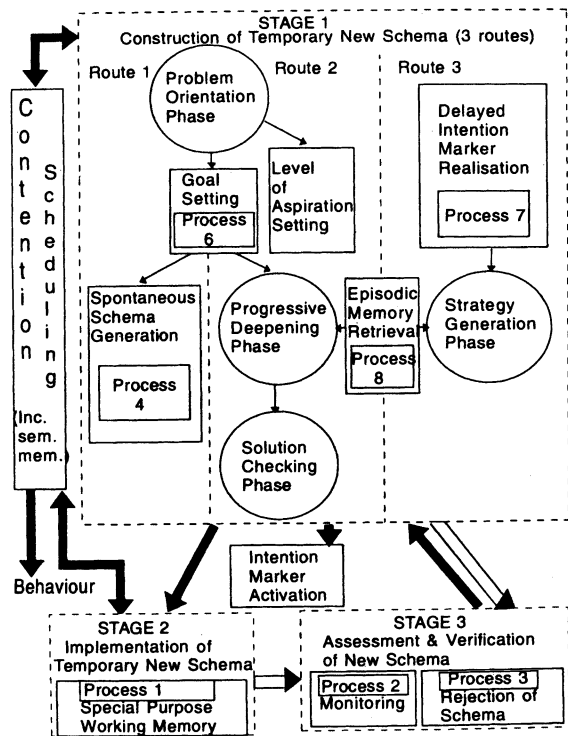 STAGE 1
Construction of Temporary New Schema (3 routes)
Route 1
Route 2
Route 3
Contention
Scheduling
(Inc.
sem.
mem.)
Problem
Orientation
Phase
Goal
Setting
Process
6
Level
of
Aspiration
Setting
Delayed
Intention
Marker
Realisation
Process 7
Spontaneous
Schema
Generation
Process
4
Progressive
Deepening
Phase
Episodic
Memory
Retrieval
Process
8
Strategy
Generation
Phase
Solution
Checking
Phase
Behaviour
Intention
Marker
Activation
STAGE 2
Implementation of
Temporary New Schema
Process 1
Special Purpose
Working Memory
STAGE 3
Assessment & Verification
of New Schema
Process 2
Monitoring
Process 3
Rejection of
Schema